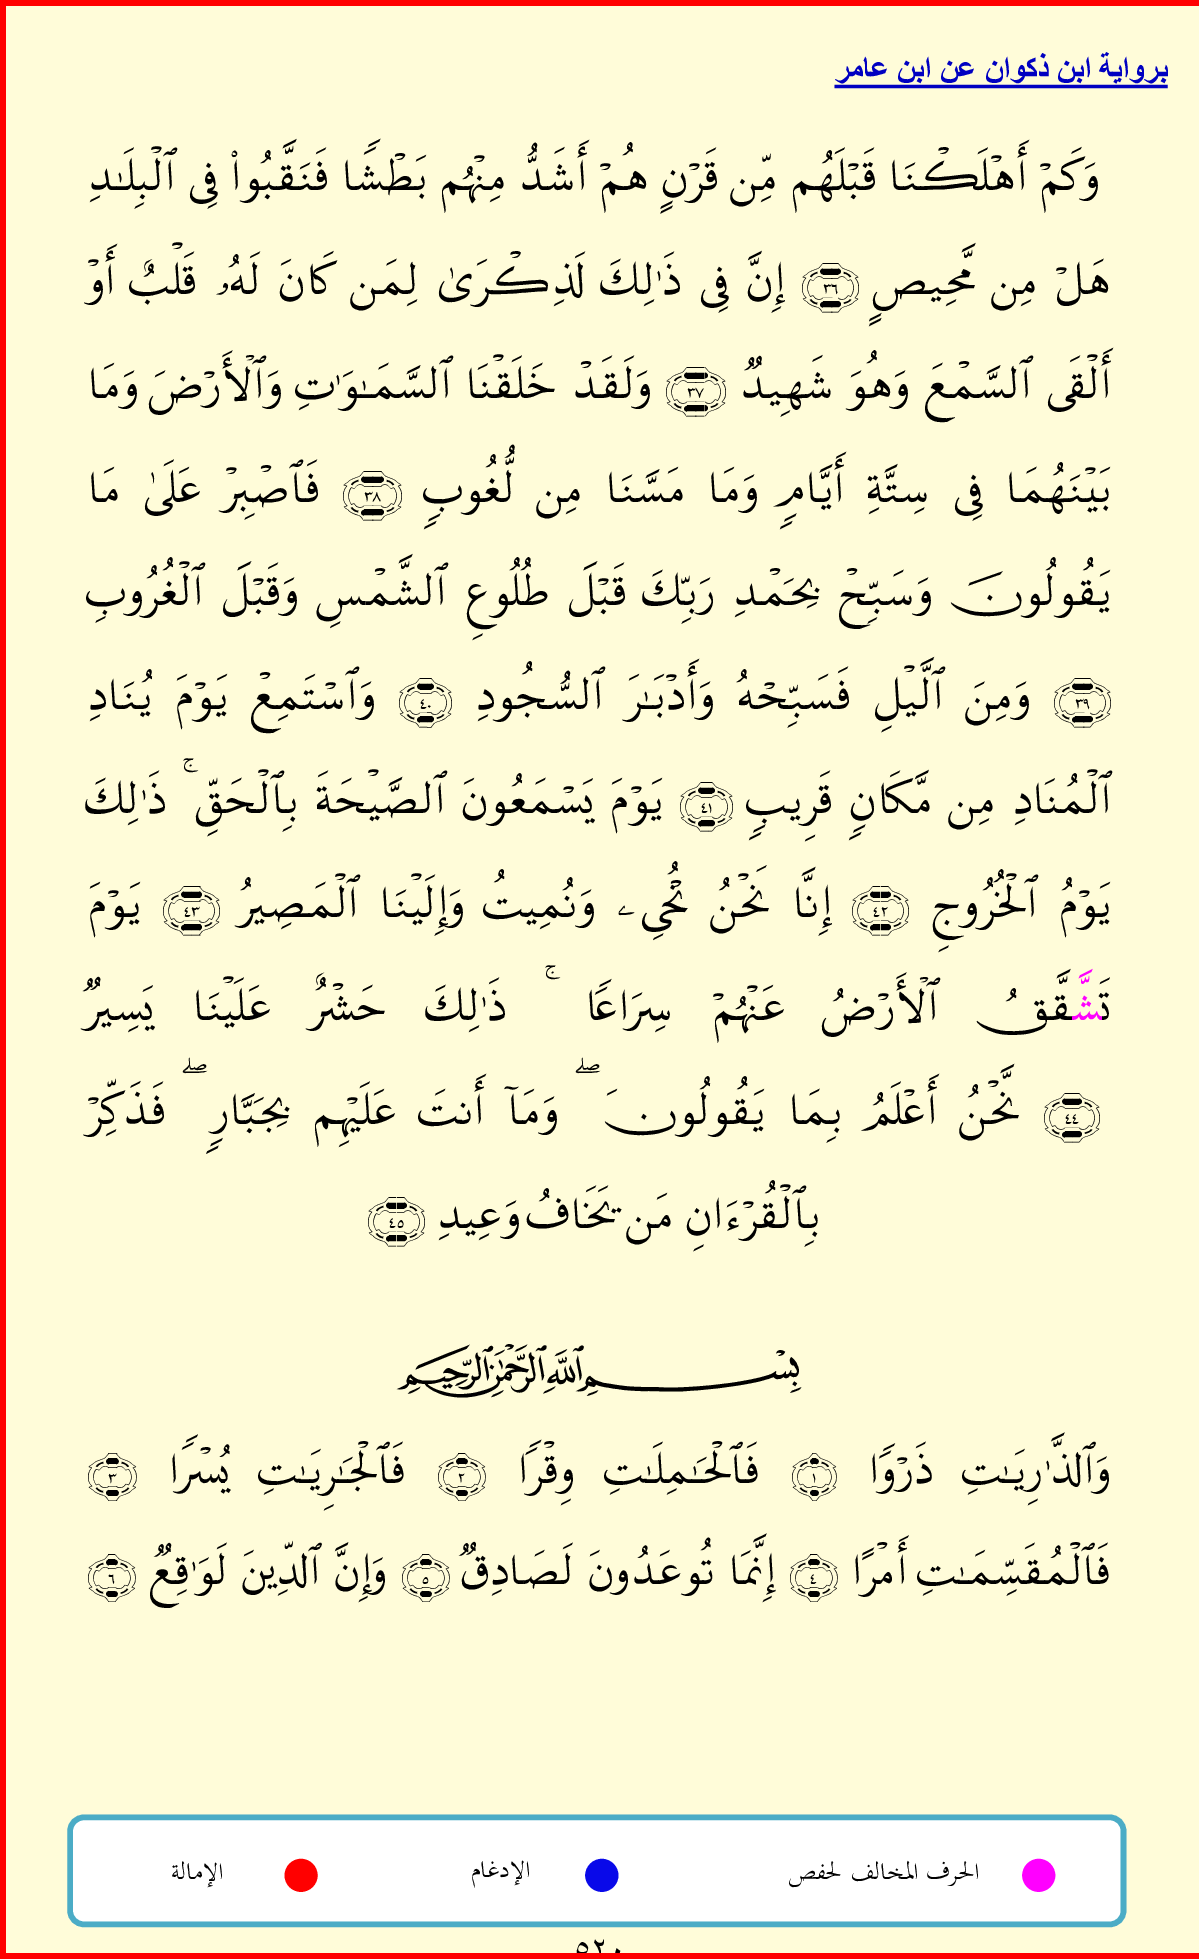 برواية ابن ذكوان عن ابن عامر
وَكَمۡ أَهۡلَكۡنَا قَبۡلَهُم مِّن قَرۡنٍ هُمۡ أَشَدُّ مِنۡهُم بَطۡشٗا فَنَقَّبُواْ فِي ٱلۡبِلَٰدِ
هَلۡ مِن مَّحِيصٍ ٣٦ إِنَّ فِي ذَٰلِكَ لَذِكۡرَىٰ لِمَن كَانَ لَهُۥ قَلۡبٌ أَوۡ
أَلۡقَى ٱلسَّمۡعَ وَهُوَ شَهِيدٞ ٣٧ وَلَقَدۡ خَلَقۡنَا ٱلسَّمَٰوَٰتِ وَٱلۡأَرۡضَ وَمَا
بَيۡنَهُمَا فِي سِتَّةِ أَيَّامٖ وَمَا مَسَّنَا مِن لُّغُوبٖ ٣٨ فَٱصۡبِرۡ عَلَىٰ مَا
يَقُولُونَ وَسَبِّحۡ بِحَمۡدِ رَبِّكَ قَبۡلَ طُلُوعِ ٱلشَّمۡسِ وَقَبۡلَ ٱلۡغُرُوبِ
٣٩ وَمِنَ ٱلَّيۡلِ فَسَبِّحۡهُ وَأَدۡبَٰرَ ٱلسُّجُودِ ٤٠ وَٱسۡتَمِعۡ يَوۡمَ يُنَادِ
ٱلۡمُنَادِ مِن مَّكَانٖ قَرِيبٖ ٤١ يَوۡمَ يَسۡمَعُونَ ٱلصَّيۡحَةَ بِٱلۡحَقِّۚ ذَٰلِكَ
يَوۡمُ ٱلۡخُرُوجِ ٤٢ إِنَّا نَحۡنُ نُحۡيِۦ وَنُمِيتُ وَإِلَيۡنَا ٱلۡمَصِيرُ ٤٣ يَوۡمَ
تَشَّقَّقُ ٱلۡأَرۡضُ عَنۡهُمۡ سِرَاعٗاۚ ذَٰلِكَ حَشۡرٌ عَلَيۡنَا يَسِيرٞ
٤٤ نَّحۡنُ أَعۡلَمُ بِمَا يَقُولُونَۖ وَمَآ أَنتَ عَلَيۡهِم بِجَبَّارٖۖ فَذَكِّرۡ
بِٱلۡقُرۡءَانِ مَن يَخَافُ وَعِيدِ ٤٥
بِسۡمِ ٱللَّهِ ٱلرَّحۡمَٰنِ ٱلرَّحِيمِ
وَٱلذَّٰرِيَٰتِ ذَرۡوٗا ١ فَٱلۡحَٰمِلَٰتِ وِقۡرٗا ٢ فَٱلۡجَٰرِيَٰتِ يُسۡرٗا ٣
فَٱلۡمُقَسِّمَٰتِ أَمۡرًا ٤ إِنَّمَا تُوعَدُونَ لَصَادِقٞ ٥ وَإِنَّ ٱلدِّينَ لَوَٰقِعٞ ٦
الحرف المخالف لحفص الإدغام الإمالة
٥٢٠